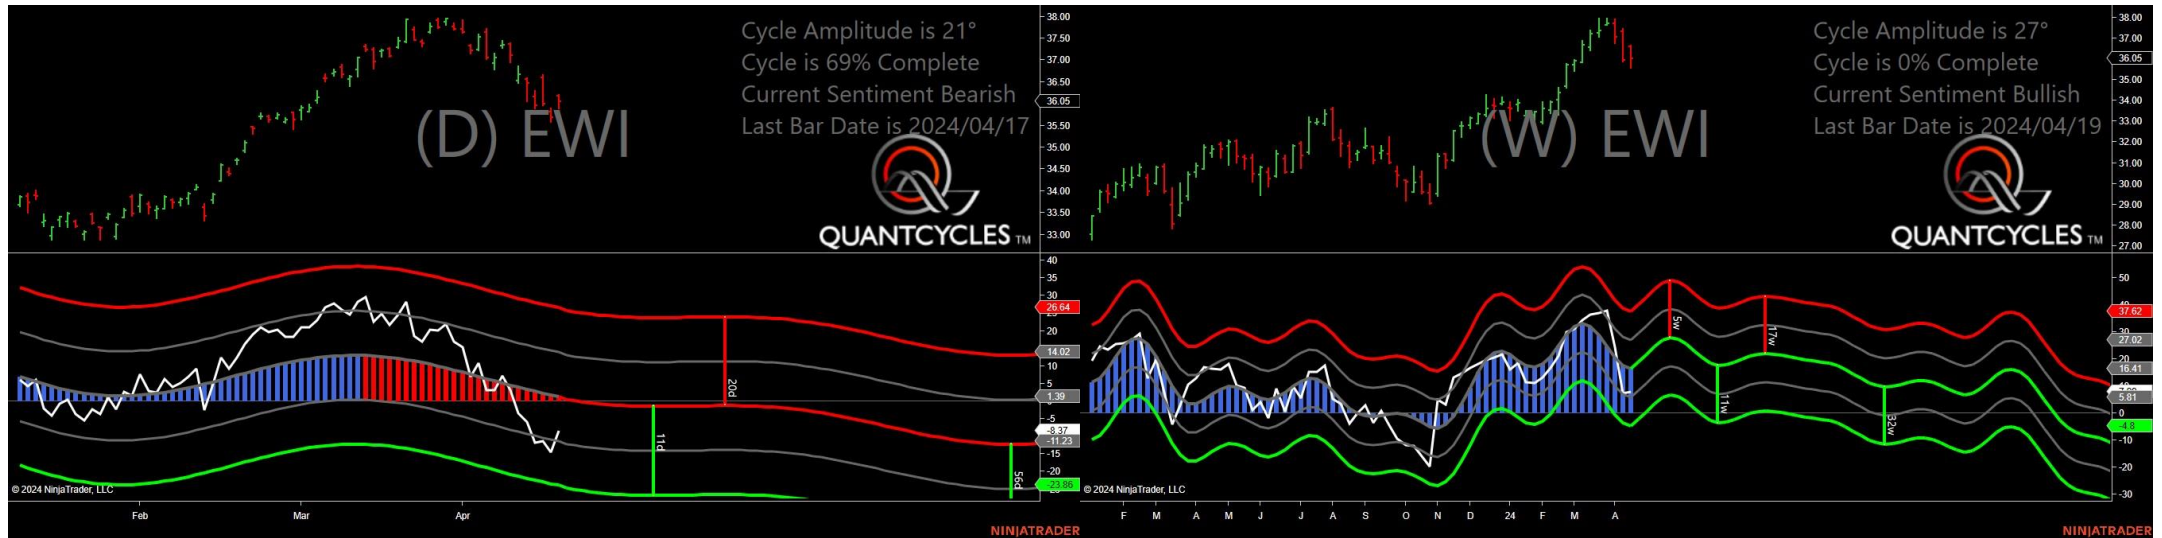 Cycle Amplitude is 21°
Cycle is 69% Complete
Current Sentiment Bearish
Last Bar Date is 2024/04/17
(D) EWI
QUANTCYCLES TM
38.00
37.50
37.00
36.50
36.05
35.50
35.00
34.50
34.00
33.50
33.00
40
35
30
26.64
20
14.02
10
5
1.39
-5
-8.37
-11.23
-15
-20
-23.86
20d
11d
56d
© 2024 NinjaTrader, LLC
Feb Mar Apr
NINJATRADER
Cycle Amplitude is 27°
Cycle is 0% Complete
Current Sentiment Bullish
Last Bar Date is 2024/04/19
(W) EWI
QUANTCYCLES TM
38.00
37.00
36.05
35.00
34.00
33.00
32.00
31.00
30.00
29.00
28.00
27.00
50
37.62
27.02
20
16.41
5.81
0
-4.8
-10
-20
-30
5w
17w
11w
32w
© 2024 NinjaTrader, LLC
F M A M J J A S O N D 24 F M A
NINJATRADER